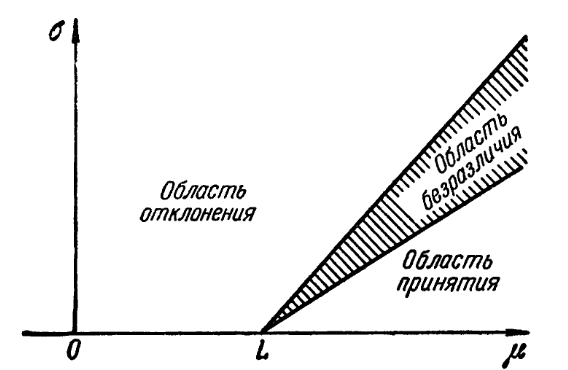 σ
Область
безразличия
Область
отклонения
Область
принятия
0
L
μ